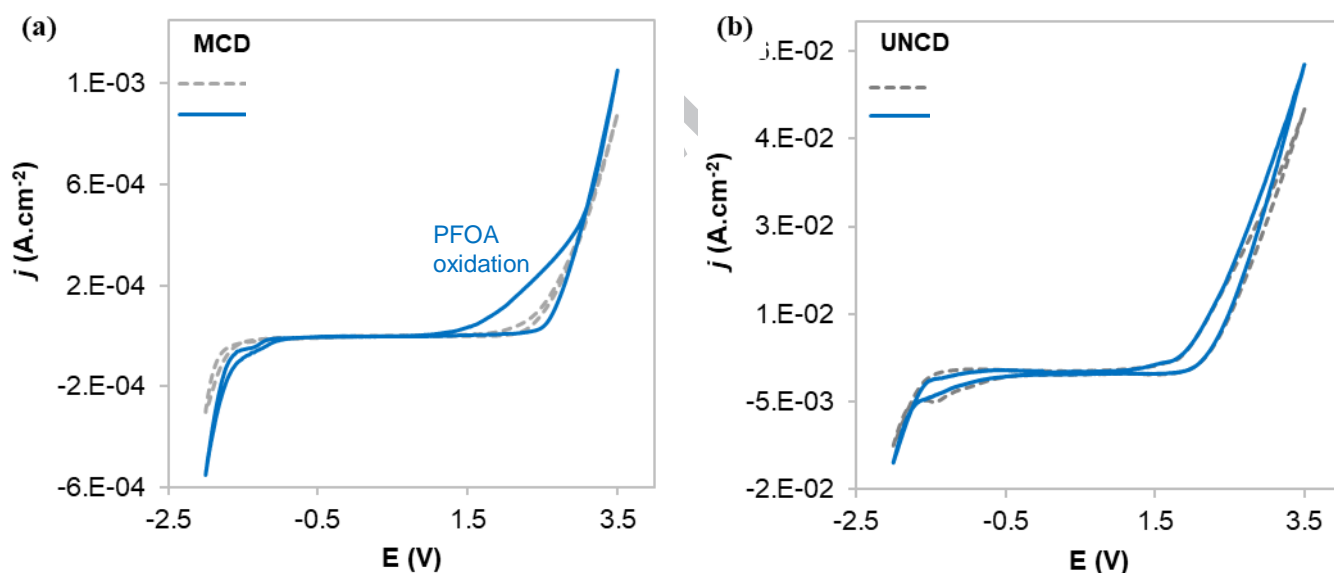 (a)
MCD
1.E-03
6.E-04
2.E-04
-2.E-04
-6.E-04
j (A.cm-2)
PFOA
oxidation
-2.5
-0.5
1.5
3.5
E (V)
(b)
UNCD
.E-02
4.E-02
3.E-02
1.E-02
-5.E-03
-2.E-02
j (A.cm-2)
-2.5
-0.5
1.5
3.5
E (V)